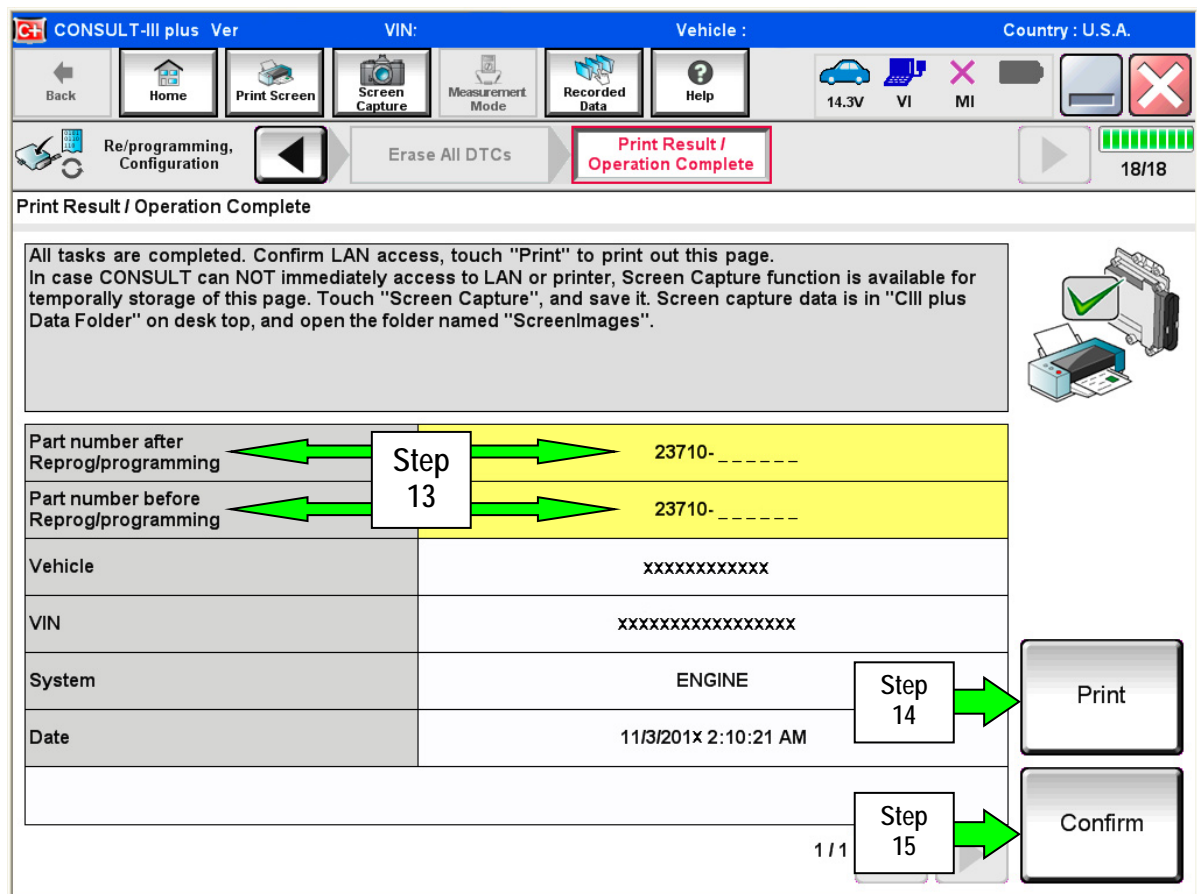 C+ CONSULT-III plus Ver VIN: Vehicle : Country : U.S.A.
Back Home Print Screen Screen Capture Measurement Mode Recorded Data Help 14.3V VI MI
Re/programming,
Configuration
Erase All DTCs
Print Result /
Operation Complete
18/18
Print Result / Operation Complete
All tasks are completed. Confirm LAN access, touch "Print" to print out this page.
In case CONSULT can NOT immediately access to LAN or printer, Screen Capture function is available for
temporally storage of this page. Touch "Screen Capture", and save it. Screen capture data is in "CIII plus
Data Folder" on desk top, and open the folder named "ScreenImages".
Part number after
Reprog/programming
23710-_ _ _ _ _ _
Part number before
Reprog/programming
23710-_ _ _ _ _ _
Step
13
Vehicle xxxxxxxxxxxx
VIN xxxxxxxxxxxxxxxxx
System ENGINE
Step
14
Print
Date 11/3/201x 2:10:21 AM
Step
15
Confirm
1 / 1